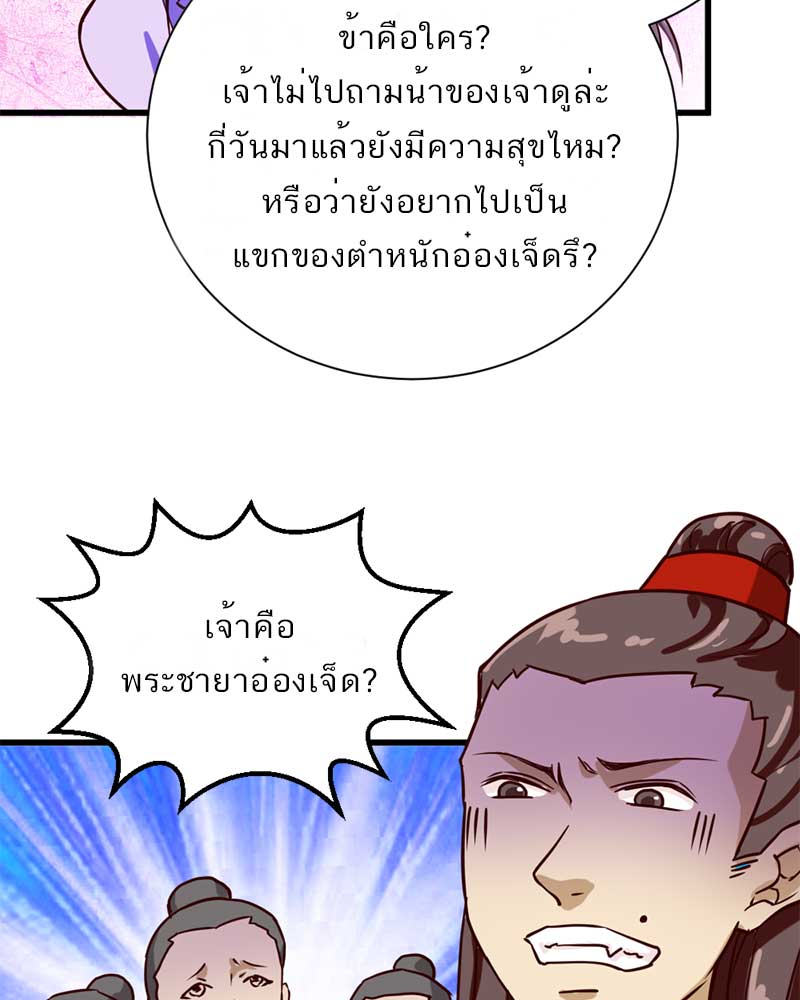 ข้าคือใคร?
เจ้าไม่ไปถามน้าของเจ้าดูล่ะ
กี่วันมาแล้วยังมีความสุขไหม?
หรือว่ายังอยากไปเป็น
แขกของตำหนักอ๋องเจ็ดรึ?
เจ้าคือ
พระชายาอ๋องเจ็ด?